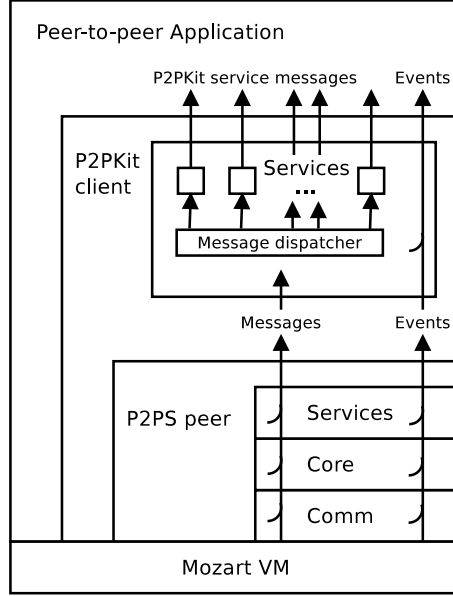 Peer-to-peer Application
P2PKit service messages
Events
P2PKit
client
Services
...
Message dispatcher
Messages
Events
P2PS peer
Services
Core
Comm
Mozart VM